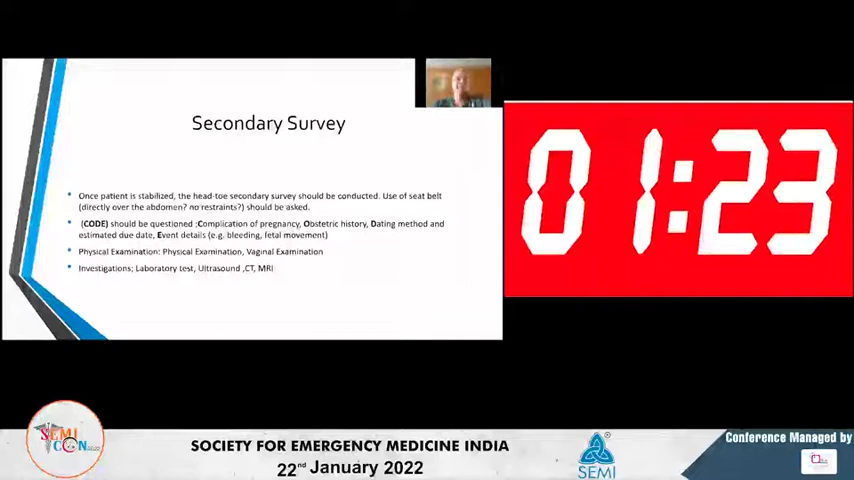 Secondary Survey
• Once patient is stabilized, the head-toe secondary survey should be conducted. Use of seat belt
(directly over the abdomen? no restraints?) should be asked.
• (CODE) should be questioned ;Complication of pregnancy, Obstetric history, Dating method and
estimated due date, Event details (e.g. bleeding, fetal movement)
• Physical Examination: Physical Examination, Vaginal Examination
• Investigations; Laboratory test, Ultrasound ,CT, MRI
01:23
SEMI
CON
SOCIETY FOR EMERGENCY MEDICINE INDIA
22nd January 2022
SEMI
Conference Managed by